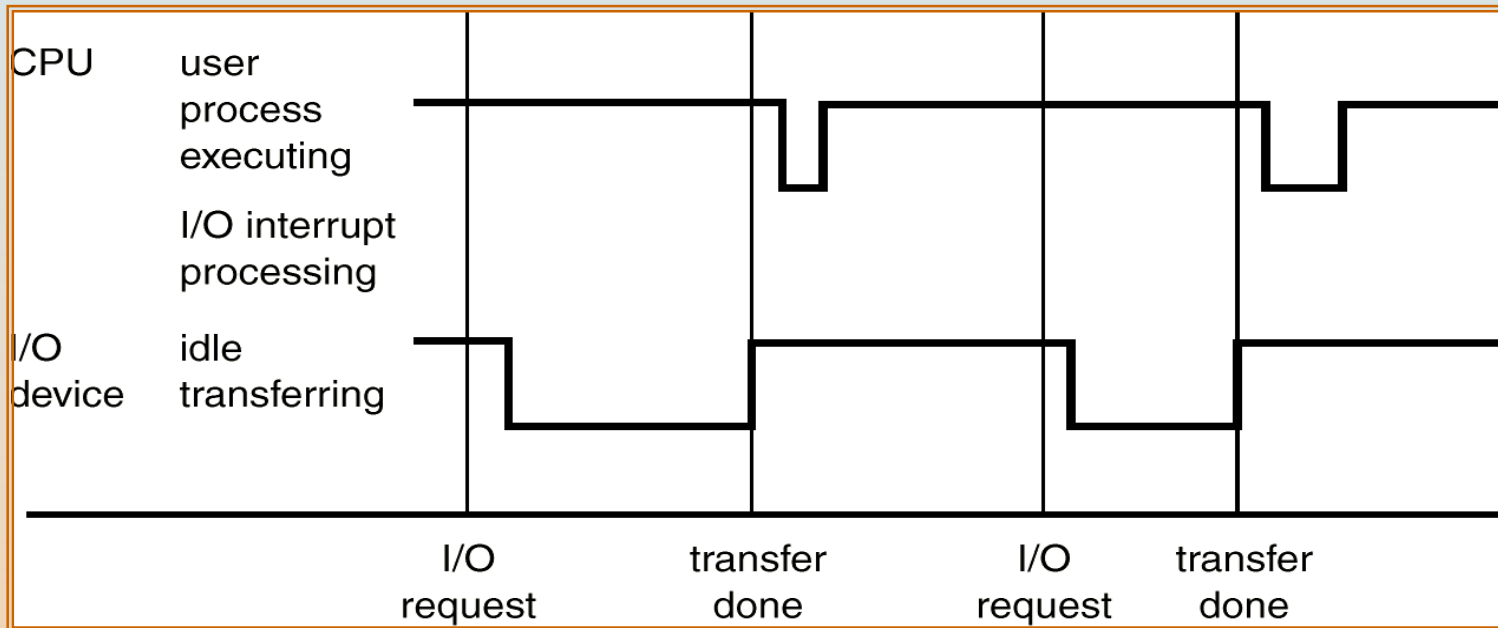 CPU user
process
executing
I/O interrupt
processing
I/O idle
device transferring
I/O transfer I/O transfer
request done request done